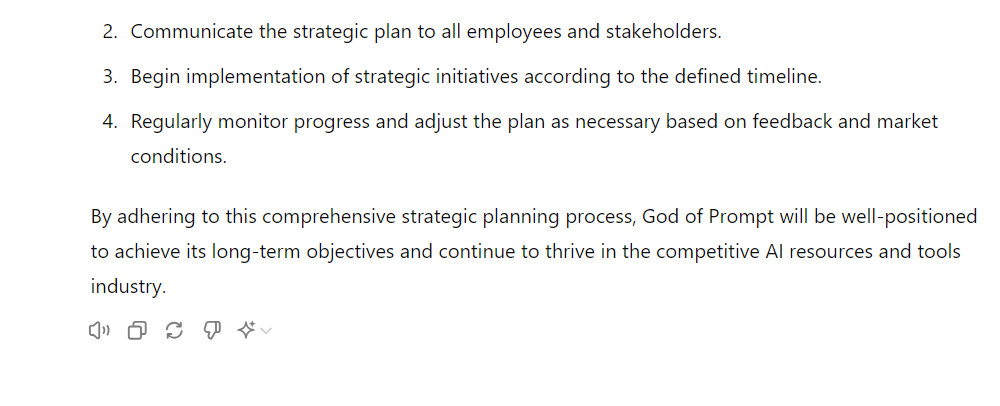 2. Communicate the strategic plan to all employees and stakeholders.
3. Begin implementation of strategic initiatives according to the defined timeline.
4. Regularly monitor progress and adjust the plan as necessary based on feedback and market
conditions.
By adhering to this comprehensive strategic planning process, God of Prompt will be well-positioned
to achieve its long-term objectives and continue to thrive in the competitive AI resources and tools
industry.